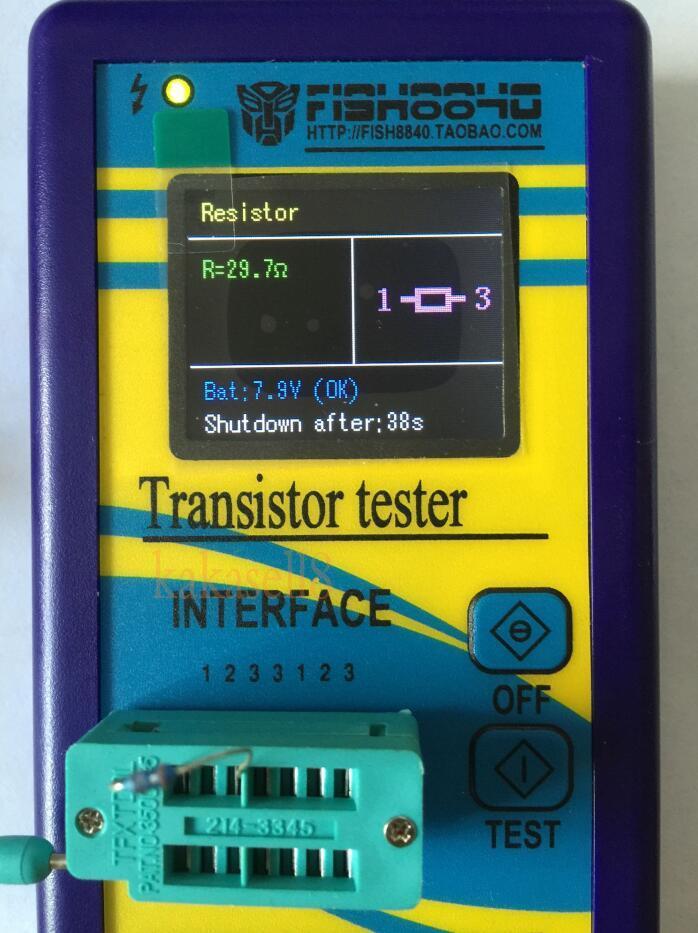 FISH8840
HTTP://FISH8840.TAOBAO.COM
Resistor
R=29.7Ω
1 3
Bat:7.9V (OK)
Shutdown after:38s
Transistor tester
kakasell8
INTERFACE
1 2 3 3 1 2 3
OFF
TEST
214-3345